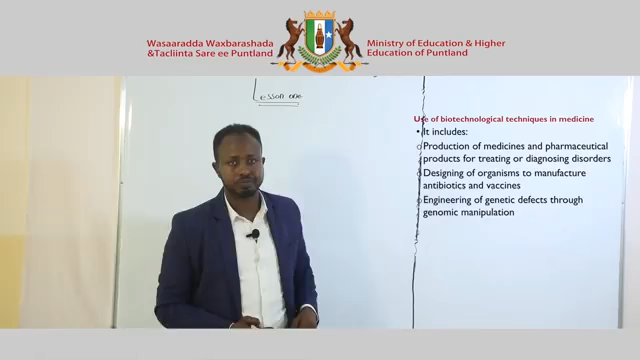 Wasaaradda Waxbarashada
&Tacliinta Sare ee Puntland
Ministry of Education & Higher
Education of Puntland
Lesson one
Use of biotechnological techniques in medicine
• It includes:
Production of medicines and pharmaceutical
products for treating or diagnosing disorders
Designing of organisms to manufacture
antibiotics and vaccines
Engineering of genetic defects through
genomic manipulation